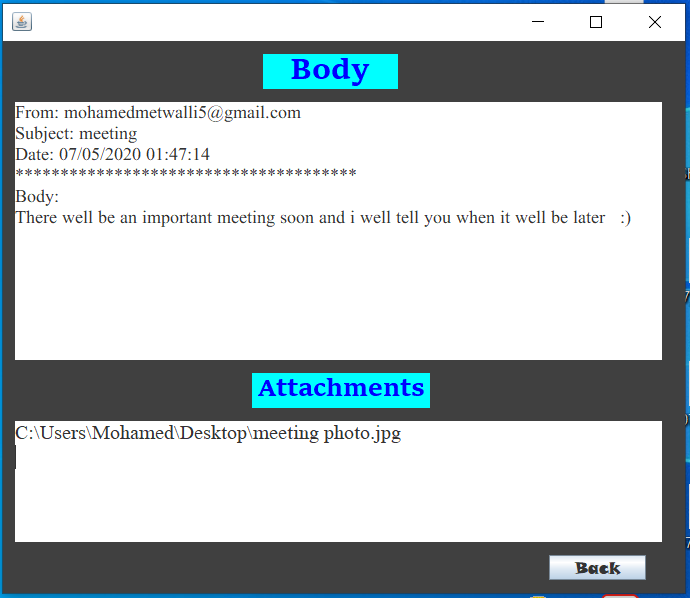 Body
From: mohamedmetwalli5@gmail.com
Subject: meeting
Date: 07/05/2020 01:47:14
**************************************
Body:
There well be an important meeting soon and i well tell you when it well be later   :)
Attachments
C:\Users\Mohamed\Desktop\meeting photo.jpg
Back